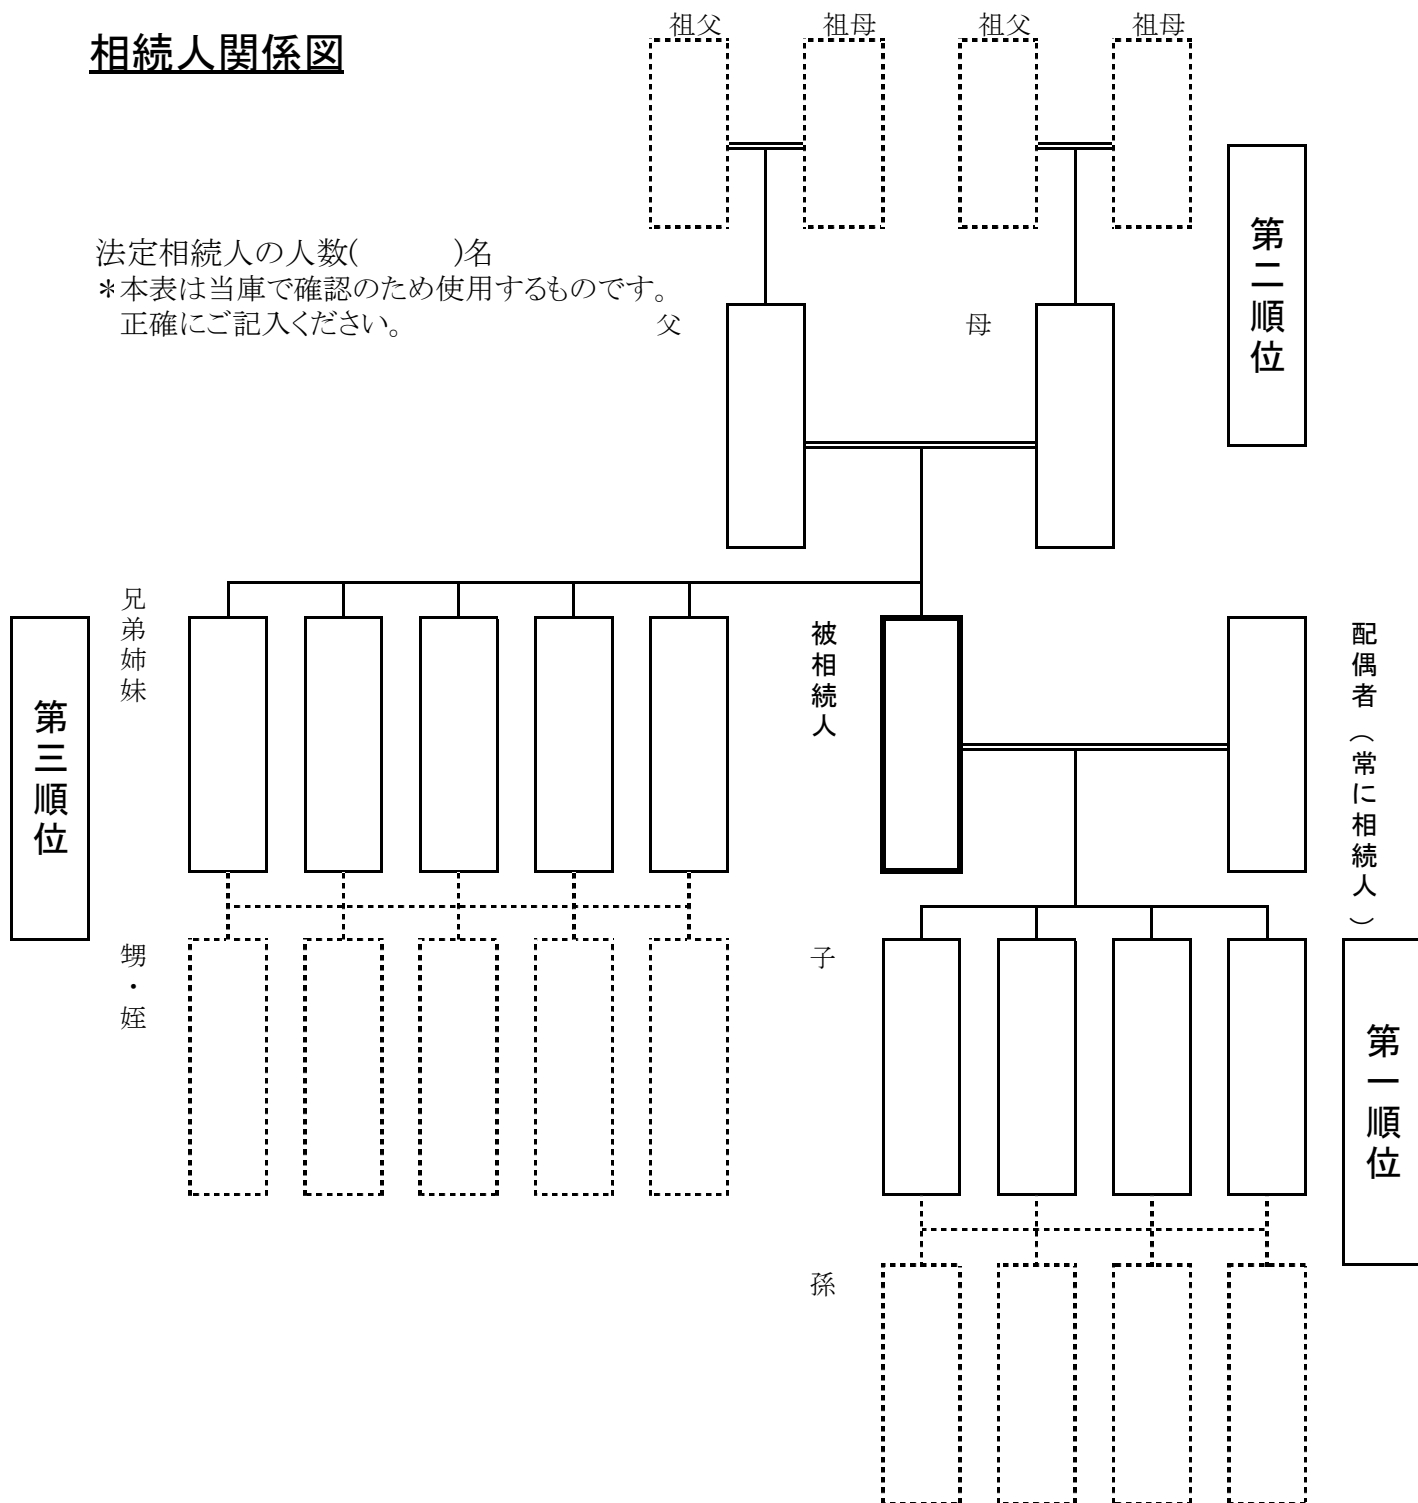 相続人関係図
祖父
祖母
祖父
祖母
法定相続人の人数(　　　)名
*本表は当庫で確認のため使用するものです。
正確にご記入ください。
父
母
第二順位
兄弟姉妹
第三順位
被相続人
配偶者（常に相続人）
甥・姪
子
第一順位
孫